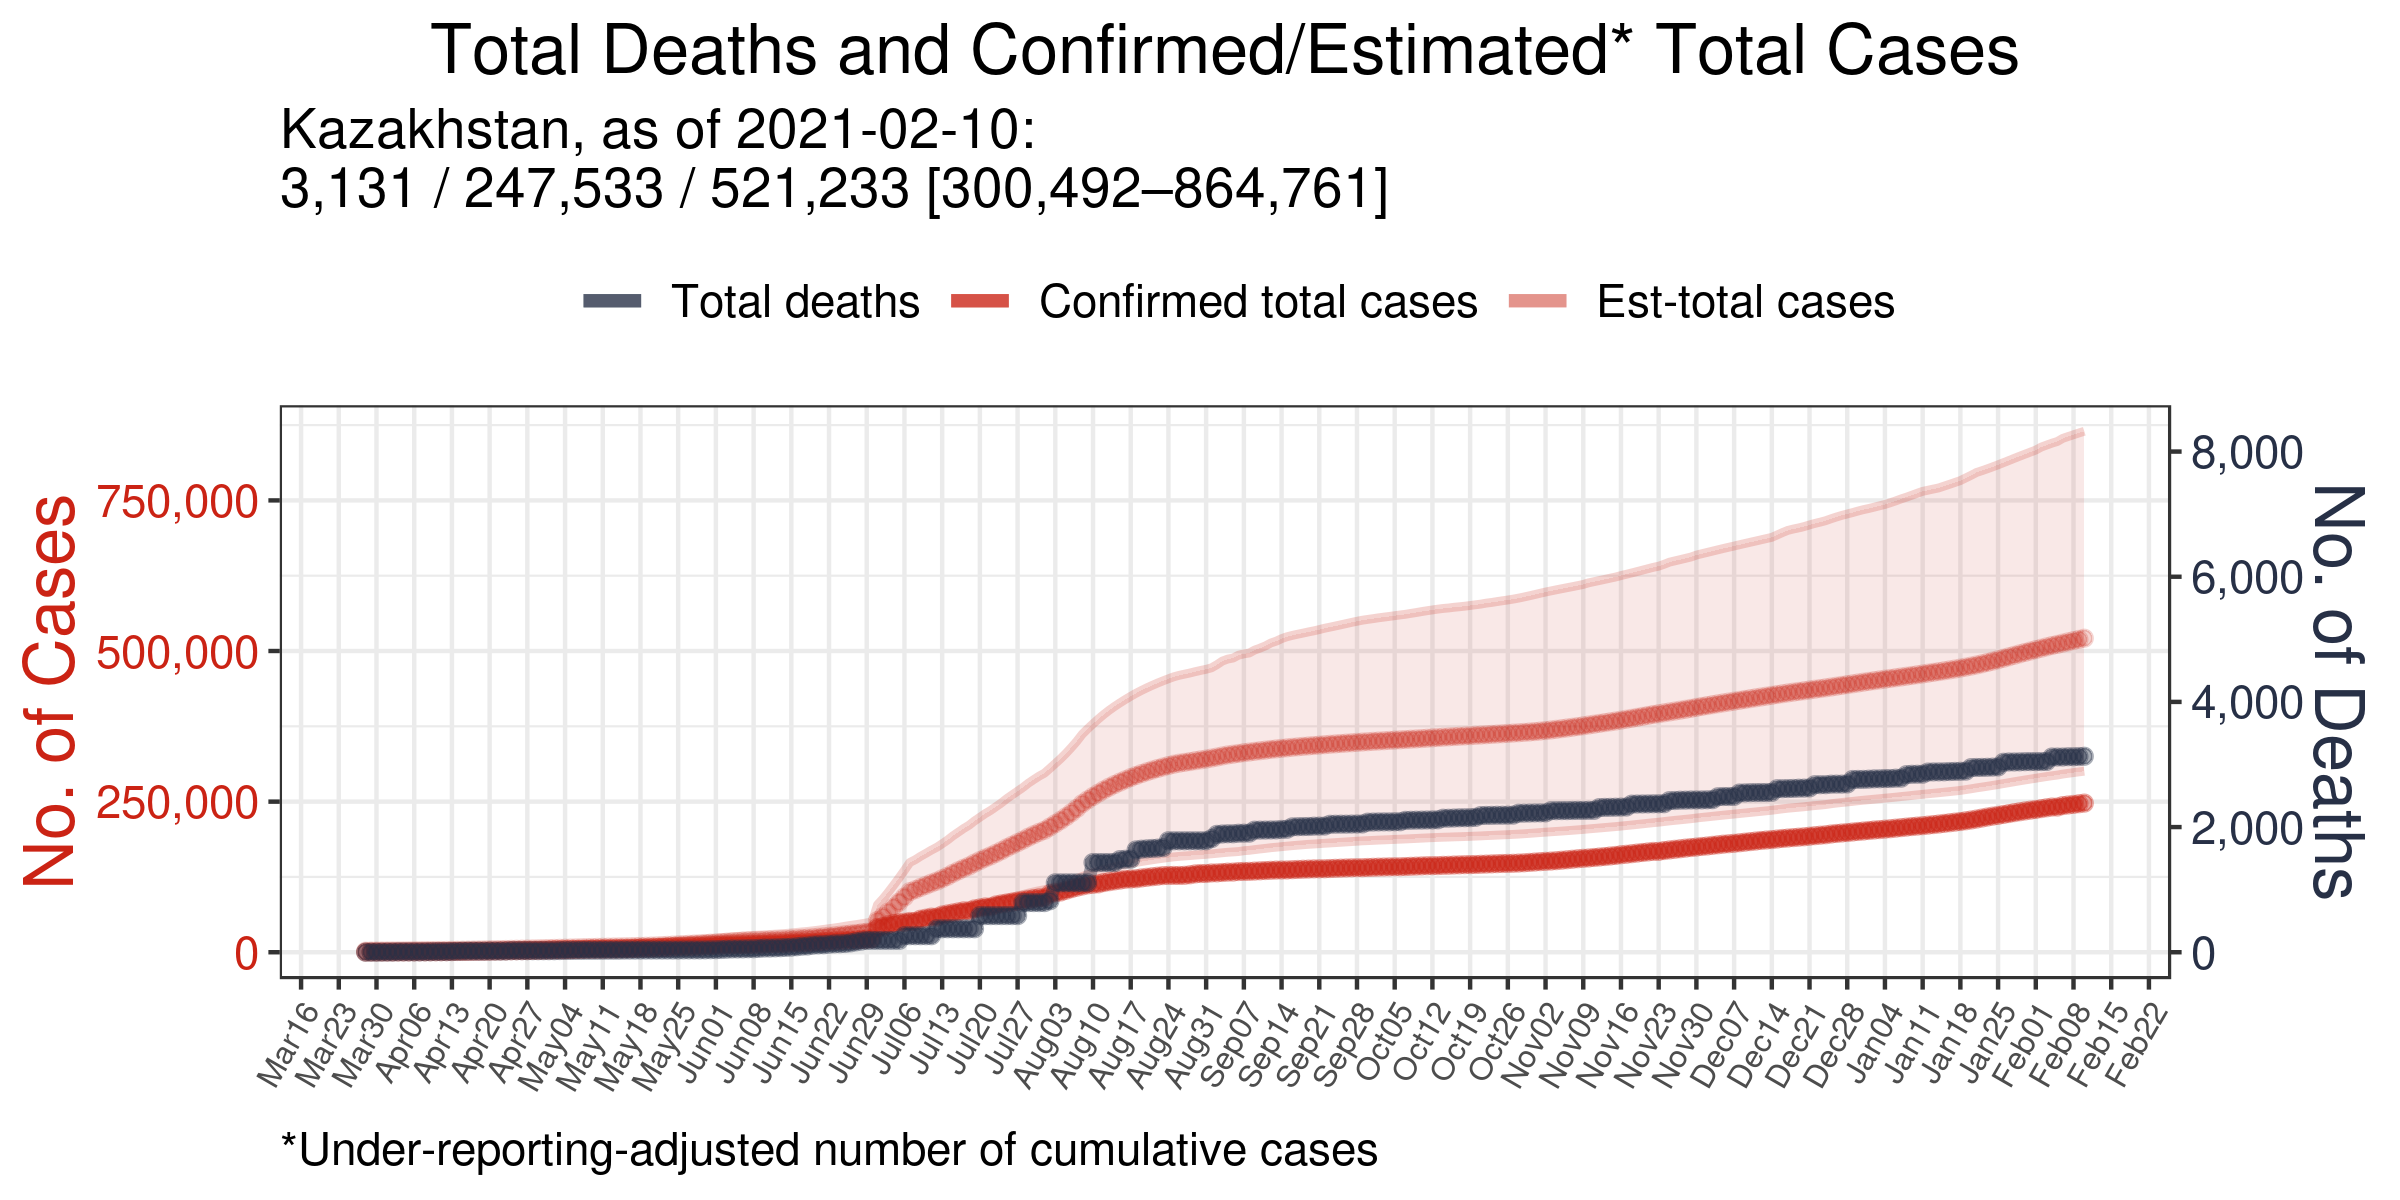 Total Deaths and Confirmed/Estimated* Total Cases
Kazakhstan, as of 2021-02-10:
3,131 / 247,533 / 521,233 [300,492–864,761]
Total deaths Confirmed total cases Est-total cases
No. of Cases
750,000
500,000
250,000
0
8,000
6,000
4,000
2,000
0
No. of Deaths
Mar16 Mar23 Mar30 Apr06 Apr13 Apr20 Apr27 May04 May11 May18 May25 Jun01 Jun08 Jun15 Jun22 Jun29 Jul06 Jul13 Jul20 Jul27 Aug03 Aug10 Aug17 Aug24 Aug31 Sep07 Sep14 Sep21 Sep28 Oct05 Oct12 Oct19 Oct26 Nov02 Nov09 Nov16 Nov23 Nov30 Dec07 Dec14 Dec21 Dec28 Jan04 Jan11 Jan18 Jan25 Feb01 Feb08 Feb15 Feb22
*Under-reporting-adjusted number of cumulative cases